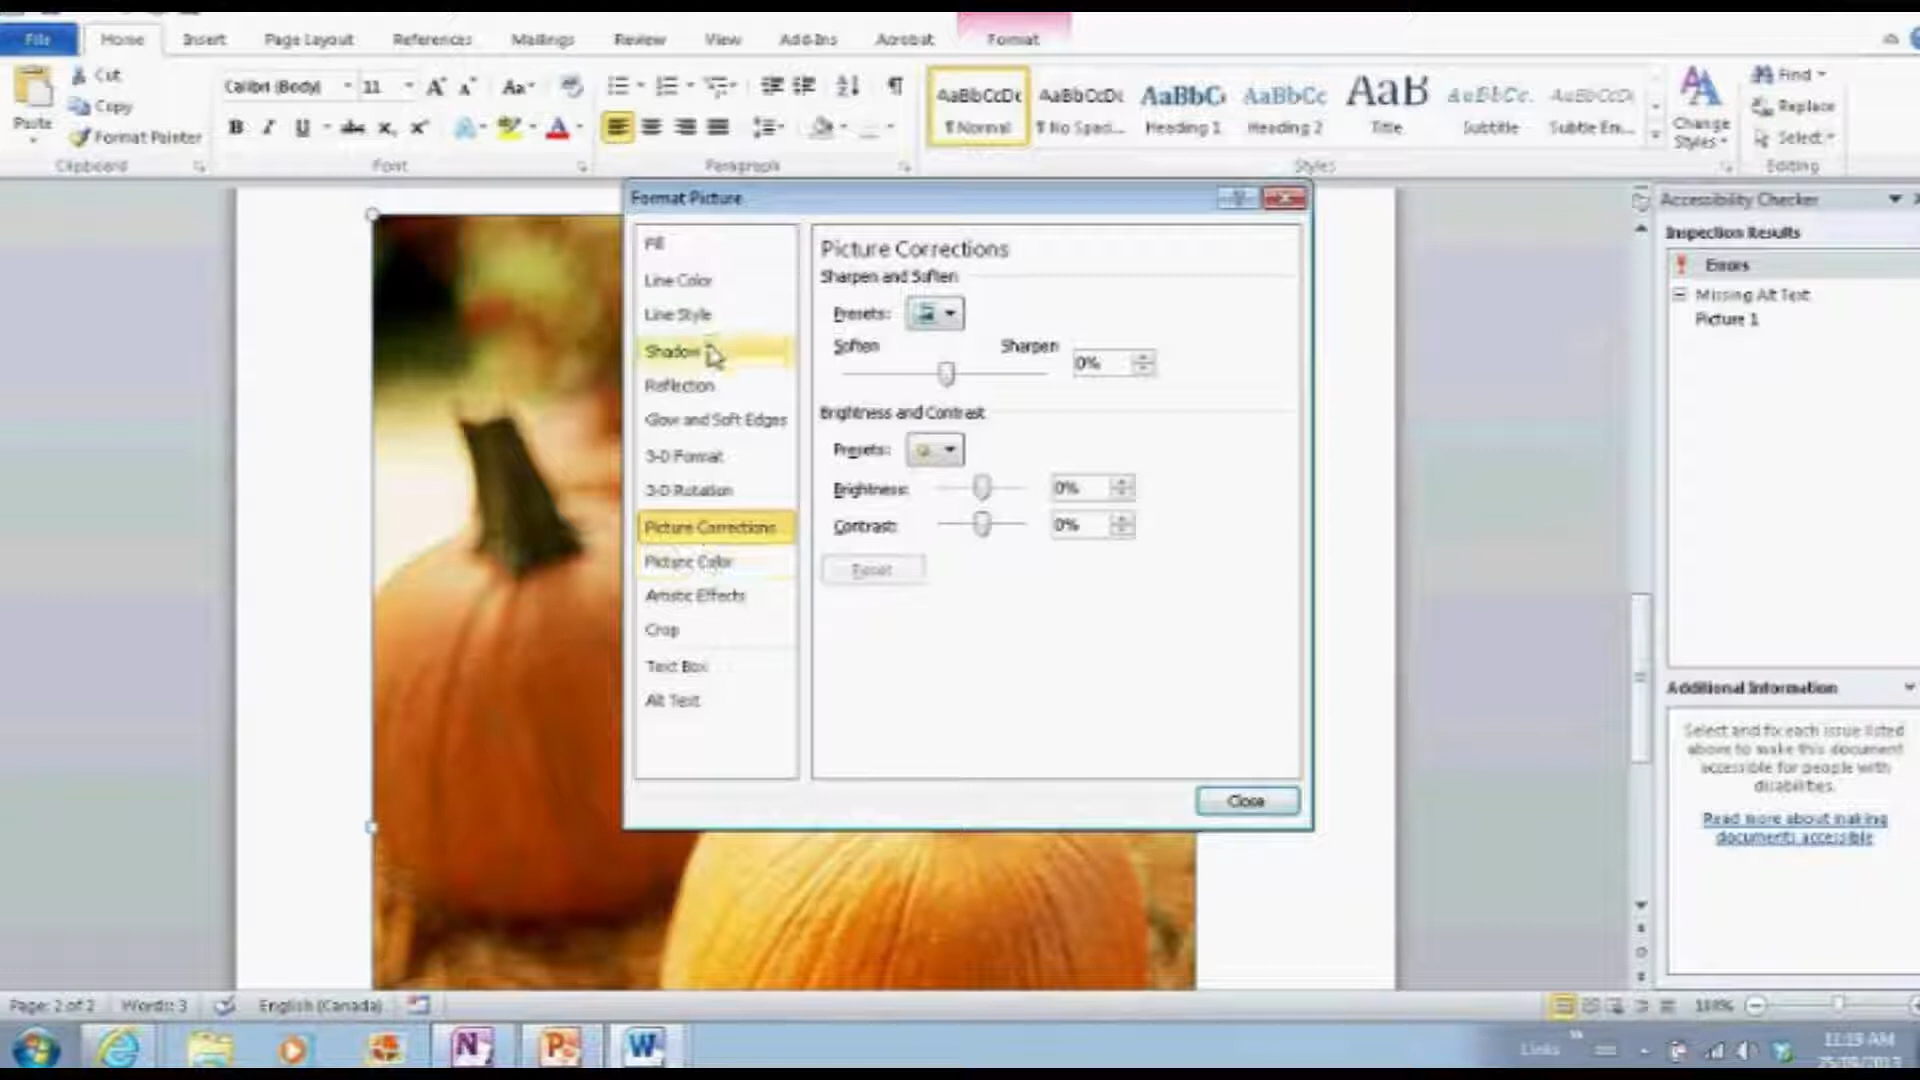 File Home Insert Page Layout References Mailings Review View Add-Ins Acrobat Format
Paste
Cut
Copy
Format Painter
Clipboard
Calibri (Body) 11
Font
Paragraph
AaBbCcDc AaBbCcDc AaBbC AaBbCc AaB AaBbCc. AaBbCcDc
¶ Normal ¶ No Spaci... Heading 1 Heading 2 Title Subtitle Subtle Em...
Change
Styles
Styles
Find
Replace
Select
Editing
Format Picture
Fill
Line Color
Line Style
Shadow
Reflection
Glow and Soft Edges
3-D Format
3-D Rotation
Picture Corrections
Picture Color
Artistic Effects
Crop
Text Box
Alt Text
Picture Corrections
Sharpen and Soften
Presets:
Soften Sharpen
0%
Brightness and Contrast
Presets:
Brightness: 0%
Contrast: 0%
Reset
Close
Accessibility Checker
Inspection Results
Errors
Missing Alt Text
Picture 1
Additional Information
Select and fix each issue listed
above to make this document
accessible for people with
disabilities.
Read more about making
documents accessible
Page: 2 of 2 Words: 3 English (Canada)
Links
11:19 AM